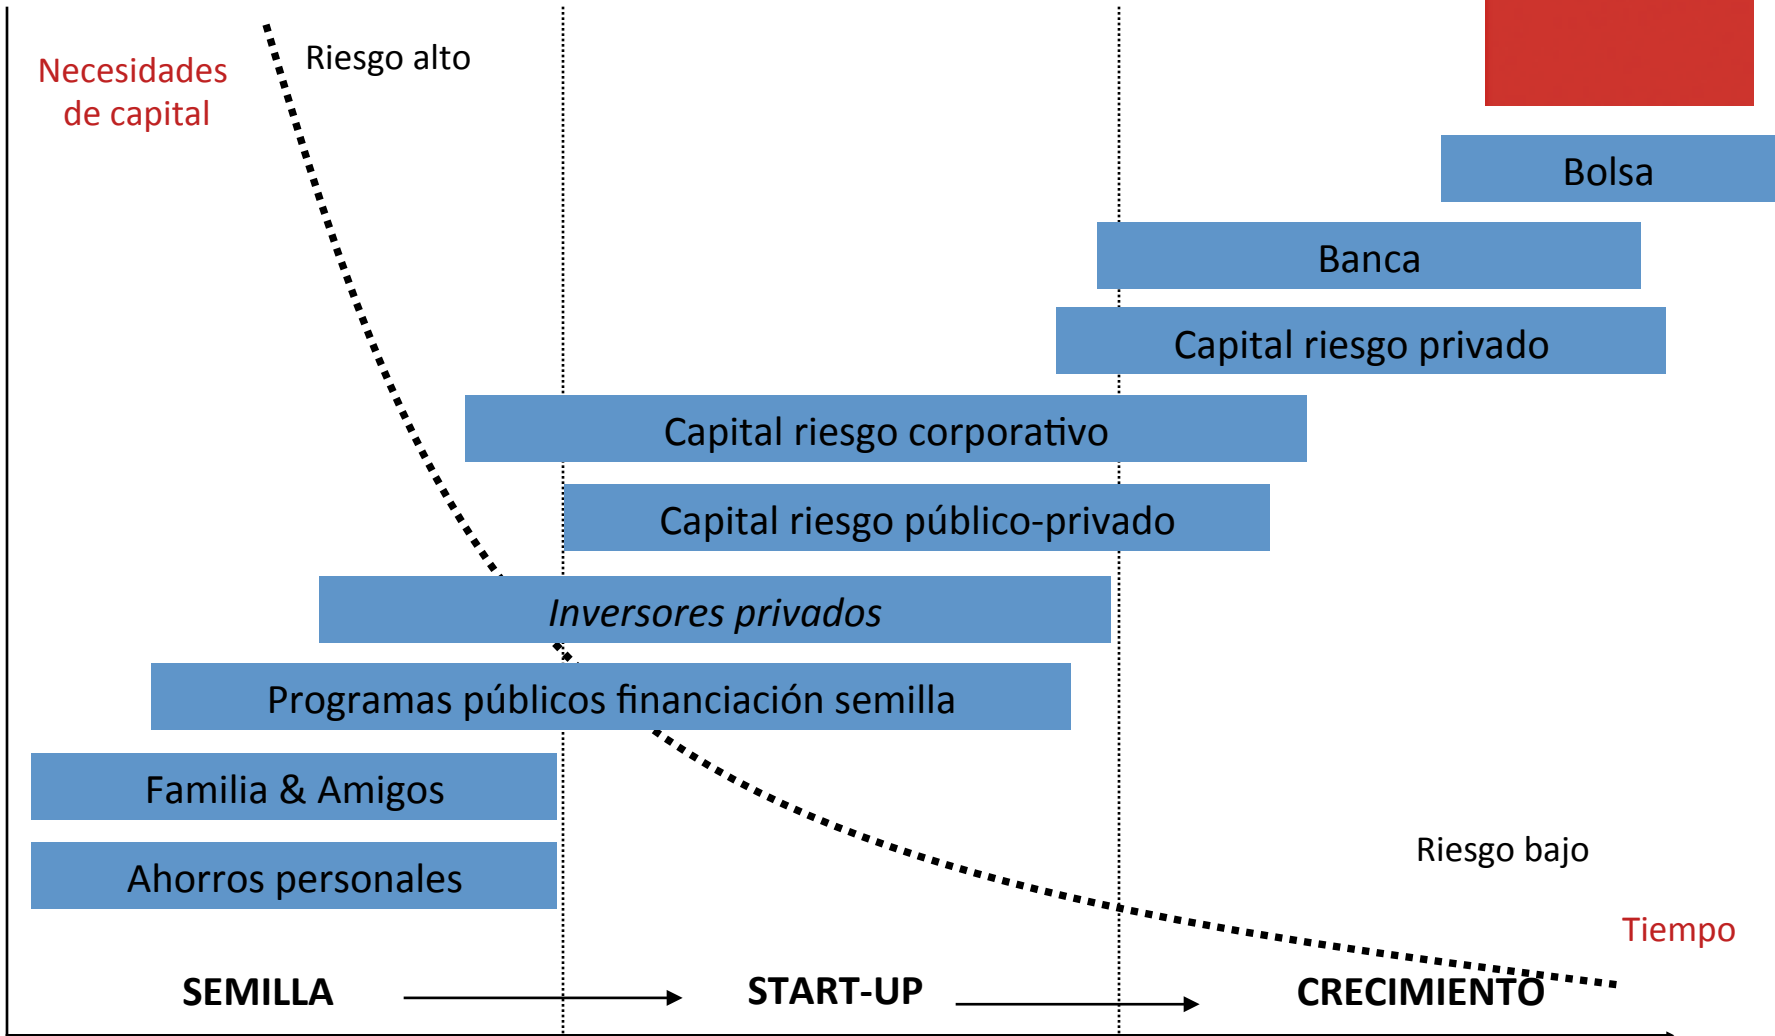 Necesidades
de capital
Riesgo alto
Bolsa
Banca
Capital riesgo privado
Capital riesgo corporativo
Capital riesgo público-privado
Inversores privados
Programas públicos financiación semilla
Familia & Amigos
Ahorros personales
Riesgo bajo
Tiempo
SEMILLA
START-UP
CRECIMIENTO